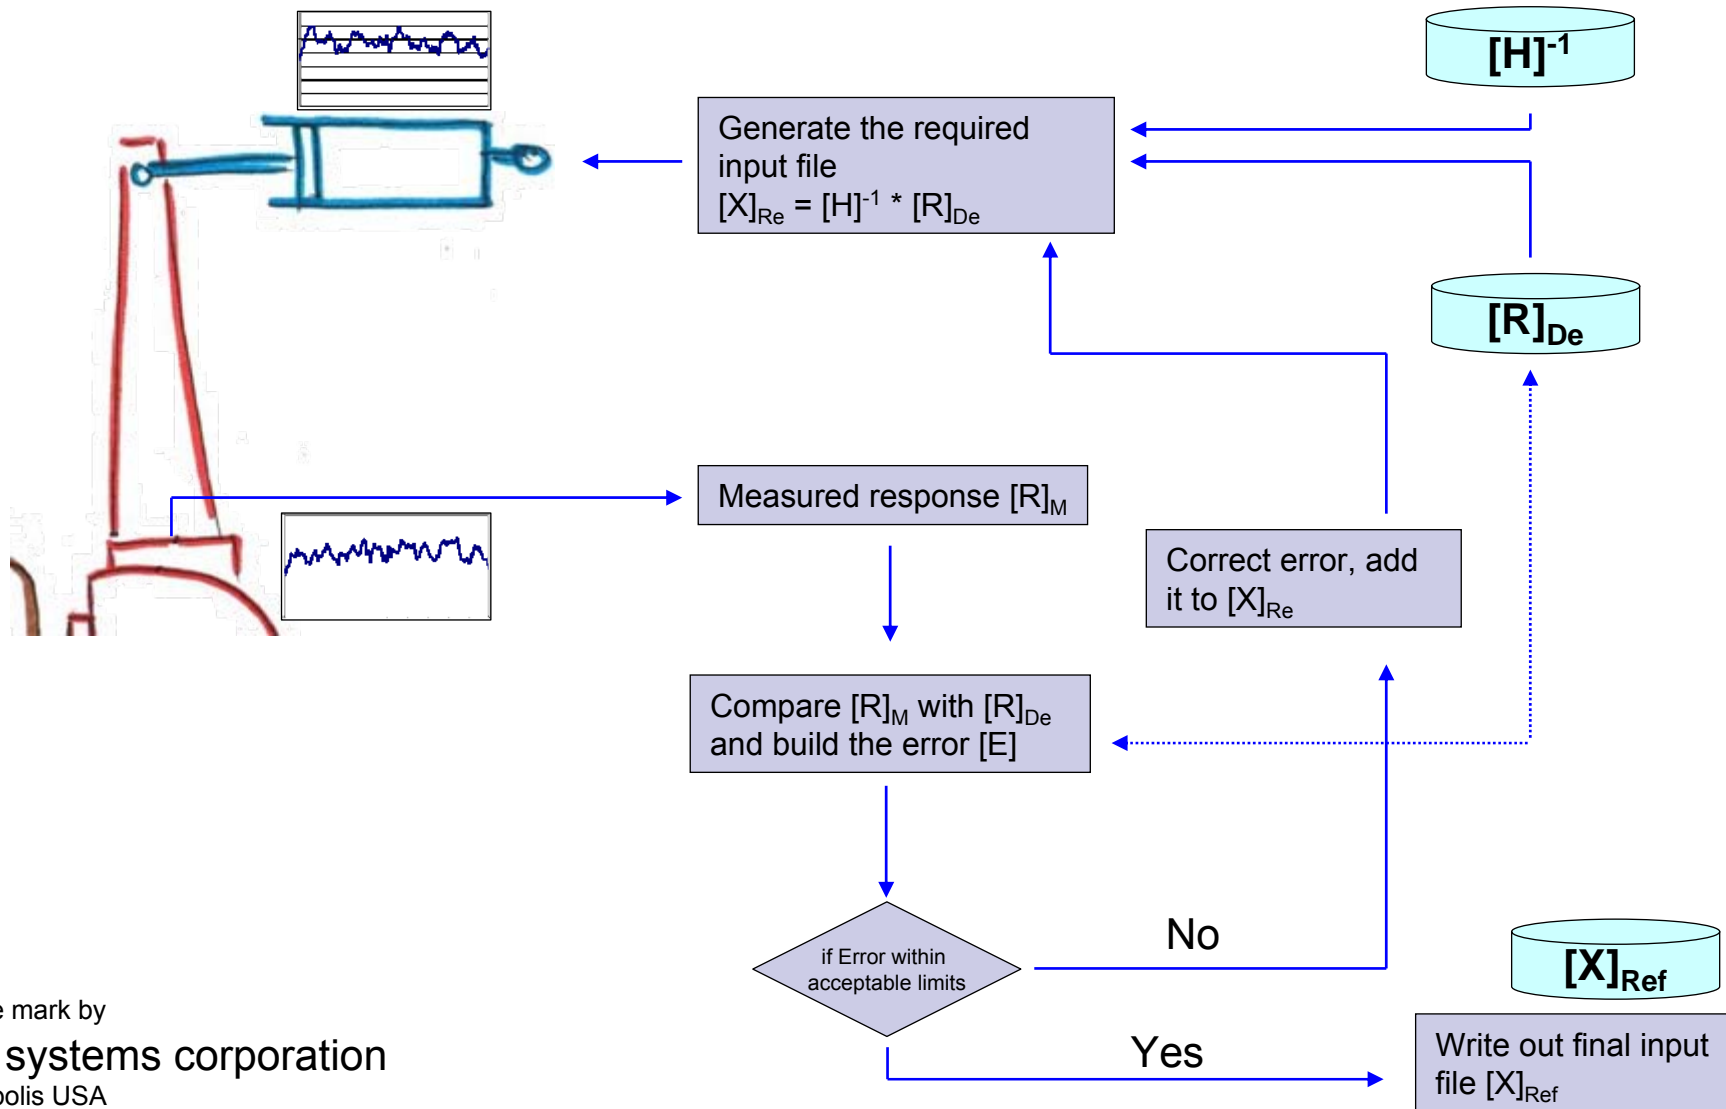 [H]-1
Generate the required
input file
[X]Re = [H]-1 * [R]De
[R]De
Measured response [R]M
Correct error, add
it to [X]Re
Compare [R]M with [R]De
and build the error [E]
if Error within
acceptable limits
No
Yes
[X]Ref
Write out final input
file [X]Ref
mark by
systems corporation
USA